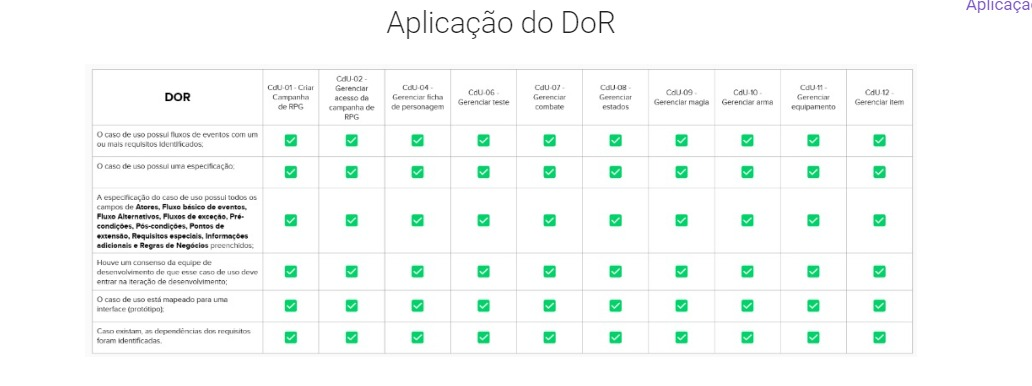 Aplicação do DoR
Aplicaçã
DOR
CdU-01 - Criar
Campanha
de RPG
CdU-02 -
Gerenciar
acesso da
campanha de
RPG
CdU-04 -
Gerenciar ficha
de personagem
CdU-06 -
Gerenciar teste
CdU-07 -
Gerenciar
combate
CdU-08 -
Gerenciar
estados
CdU-09 -
Gerenciar magia
CdU-10 -
Gerenciar arma
CdU-11 -
Gerenciar
equipamento
CdU 12 -
Gerenciar item
O caso de uso possui fluxos de eventos com um
ou mais requisitos identificados;
O caso de uso possui uma especificação;
A especificação do caso de uso possui todos os
campos de Atores, Fluxo básico de eventos,
Fluxo Alternativos, Fluxos de exceção, Pré-
condições, Pós-condições, Pontos de
extensão, Requisitos especiais, Informações
adicionais e Regras de Negócios preenchidos;
Houve um consenso da equipe de
desenvolvimento de que esse caso de uso deve
entrar na iteração de desenvolvimento;
O caso de uso está mapeado para uma
interface (protótipo);
Caso existam, as dependências dos requisitos
foram identificadas.